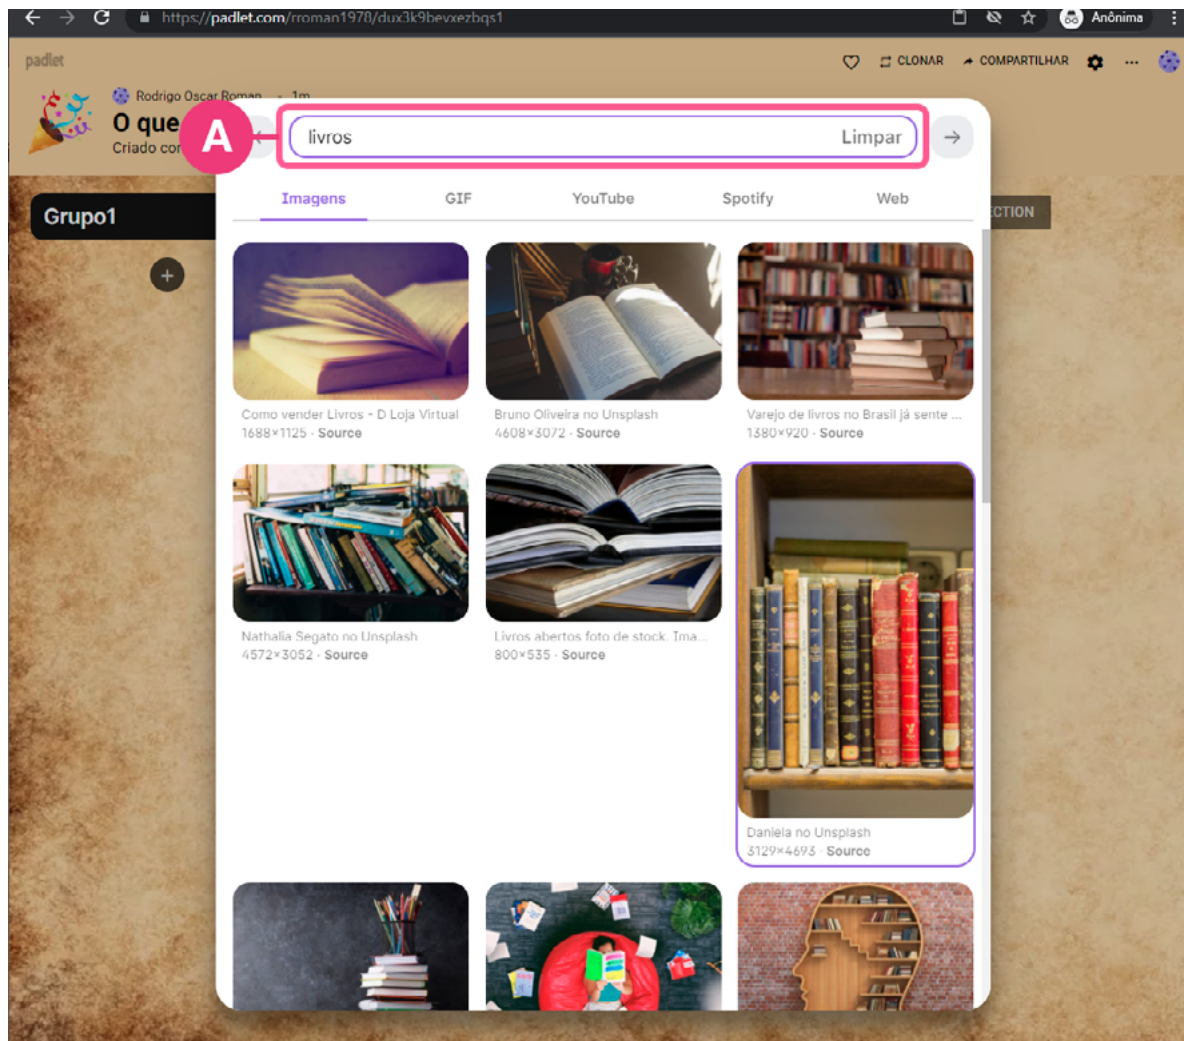 https://padlet.com/rroman1978/dux3k9bevxezbqs1
Anônima
padlet
CLONAR
COMPARTILHAR
Rodrigo Oscar Roman 1m
O que
Criado con
A
livros
Limpar
Imagens
GIF
YouTube
Spotify
Web
Grupo1
ECTION
Como vender Livros - D Loja Virtual
1688×1125 · Source
Bruno Oliveira no Unsplash
4608×3072 · Source
Varejo de livros no Brasil já sente ...
1380×920 · Source
Nathalia Segato no Unsplash
4572×3052 · Source
Livros abertos foto de stock. Ima...
800×535 · Source
Daniela no Unsplash
3129×4693 · Source